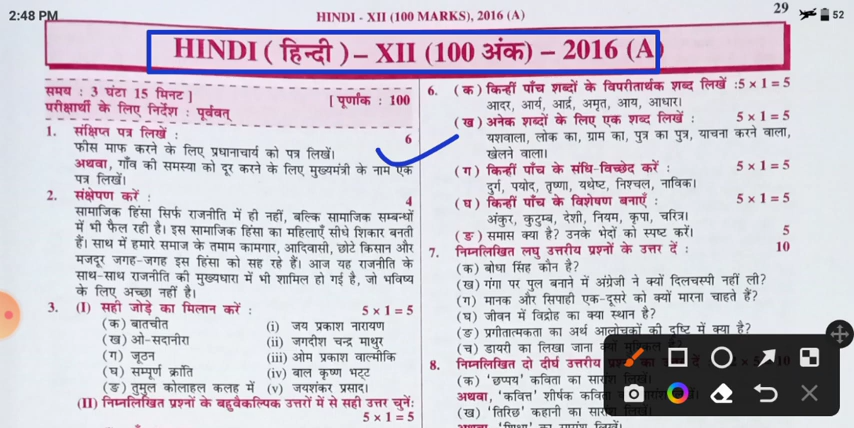 2:48 PM
HINDI - XII (100 MARKS), 2016 (A)
29
52
HINDI ( हिन्दी ) – XII (100 अंक) – 2016 (A)
समय : 3 घंटा 15 मिनट ]
[ पूर्णांक : 100
परीक्षार्थी के लिए निर्देश : पूर्ववत्
1. संक्षिप्त पत्र लिखें : 6
फीस माफ करने के लिए प्रधानाचार्य को पत्र लिखें।
अथवा, गाँव की समस्या को दूर करने के लिए मुख्यमंत्री के नाम एक
पत्र लिखें।
2. संक्षेपण करें : 4
सामाजिक हिंसा सिर्फ राजनीति में ही नहीं, बल्कि सामाजिक सम्बन्धों
में भी फैल रही है। इस सामाजिक हिंसा का महिलाएँ सीधे शिकार बनती
हैं। साथ में हमारे समाज के तमाम कामगार, आदिवासी, छोटे किसान और
मजदूर जगह-जगह इस हिंसा को सह रहे हैं। आज यह राजनीति के
साथ-साथ राजनीति की मुख्यधारा में भी शामिल हो गई है, जो भविष्य
के लिए अच्छा नहीं है।
3. (I) सही जोड़े का मिलान करें : 5 × 1 = 5
(क) बातचीत (i) जय प्रकाश नारायण
(ख) ओ-सदानीरा (ii) जगदीश चन्द्र माथुर
(ग) जूठन (iii) ओम प्रकाश वाल्मीकि
(घ) सम्पूर्ण क्राँति (iv) बाल कृष्ण भट्ट
(ङ) तुमुल कोलाहल कलह में (v) जयशंकर प्रसाद।
(II) निम्नलिखित प्रश्नों के बहुवैकल्पिक उत्तरों में से सही उत्तर चुनें:
5 × 1 = 5
6. (क) किन्हीं पाँच शब्दों के विपरीतार्थक शब्द लिखें :5 × 1 = 5
आदर, आर्य, आर्द्र, अमृत, आय, आधार।
(ख) अनेक शब्दों के लिए एक शब्द लिखें : 5 × 1 = 5
यशवाला, लोक का, ग्राम का, पुत्र का पुत्र, याचना करने वाला,
खेलने वाला।
(ग) किन्हीं पाँच के संधि-विच्छेद करें : 5 × 1 = 5
दुर्ग, पयोद, तृष्णा, यथेष्ट, निश्चल, नाविक।
(घ) किन्हीं पाँच के विशेषण बनाएँ : 5 × 1 = 5
अंकुर, कुटुम्ब, देशी, नियम, कृपा, चरित्र।
(ङ) समास क्या है? उनके भेदों को स्पष्ट करें। 5
7. निम्नलिखित लघु उत्तरीय प्रश्नों के उत्तर दें : 10
(क) बोधा सिंह कौन है?
(ख) गंगा पर पुल बनाने में अंग्रेजी ने क्यों दिलचस्पी नहीं ली?
(ग) मानक और सिपाही एक-दूसरे को क्यों मारना चाहते हैं?
(घ) जीवन में विद्रोह का क्या स्थान है?
(ङ) प्रगीतात्मकता का अर्थ आलोचकों की दृष्टि में क्या है?
(च) डायरी का लिखा जाना
8. निम्नलिखित दो दीर्घ उत्तरीय
(क) ‘छप्पय’ कविता का
अथवा, ‘कवित्त’ शीर्षक
(ख) ‘तिरिछ’ कहानी का